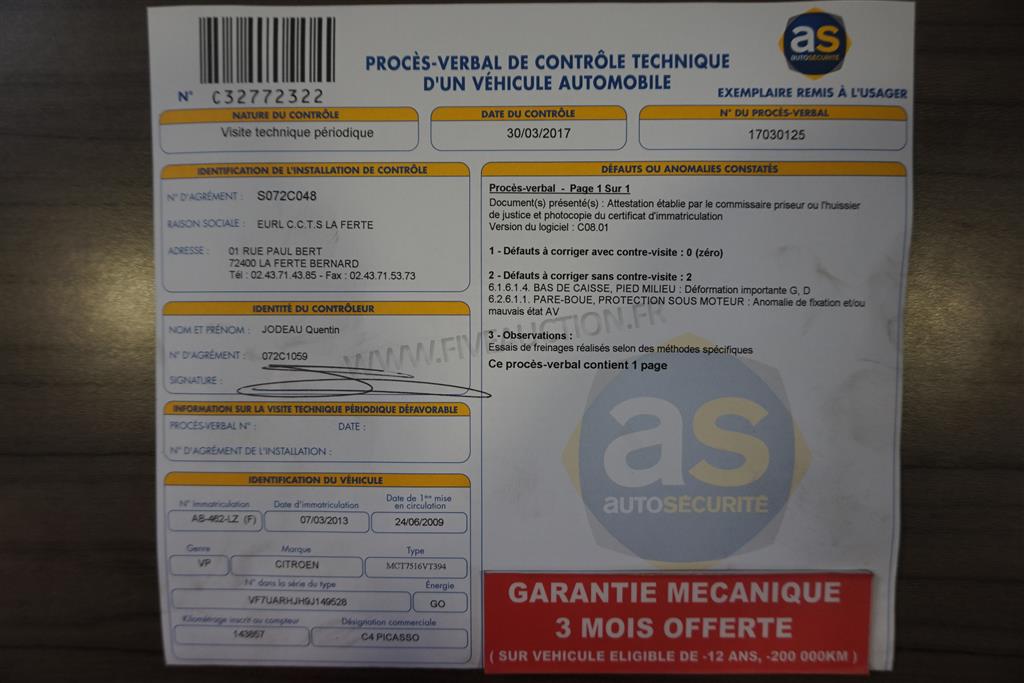 N° C32772322
PROCÈS-VERBAL DE CONTRÔLE TECHNIQUE
D'UN VÉHICULE AUTOMOBILE
as
AUTOSÉCURITÉ
EXEMPLAIRE REMIS À L'USAGER
NATURE DU CONTRÔLE
Visite technique périodique
DATE DU CONTRÔLE
30/03/2017
N° DU PROCÈS-VERBAL
17030125
IDENTIFICATION DE L'INSTALLATION DE CONTRÔLE
N° D'AGRÉMENT : S072C048
RAISON SOCIALE : EURL C.C.T.S LA FERTE
ADRESSE : 01 RUE PAUL BERT
72400 LA FERTE BERNARD
Tél : 02.43.71.43.85 - Fax : 02.43.71.53.73
IDENTITÉ DU CONTRÔLEUR
NOM ET PRÉNOM : JODEAU Quentin
N° D'AGRÉMENT : 072C1059
SIGNATURE :
INFORMATION SUR LA VISITE TECHNIQUE PÉRIODIQUE DÉFAVORABLE
PROCÈS-VERBAL N° : DATE :
N° D'AGRÉMENT DE L'INSTALLATION :
IDENTIFICATION DU VÉHICULE
N° Immatriculation Date d'immatriculation Date de 1ère mise
en circulation
AB-462-LZ (F) 07/03/2013 24/06/2009
Genre Marque Type
VP CITROEN MCT7516VT394
N° dans la série du type Énergie
VF7UARHJH9J149528 GO
Kilométrage inscrit au compteur Désignation commerciale
143857 C4 PICASSO
DÉFAUTS OU ANOMALIES CONSTATÉS
Procès-verbal - Page 1 Sur 1
Document(s) présenté(s) : Attestation établie par le commissaire priseur ou l'huissier
de justice et photocopie du certificat d'immatriculation
Version du logiciel : C08.01
1 - Défauts à corriger avec contre-visite : 0 (zéro)
2 - Défauts à corriger sans contre-visite : 2
6.1.6.1.4. BAS DE CAISSE, PIED MILIEU : Déformation importante G, D
6.2.6.1.1. PARE-BOUE, PROTECTION SOUS MOTEUR : Anomalie de fixation et/ou
mauvais état AV
3 - Observations :
Essais de freinages réalisés selon des méthodes spécifiques
Ce procès-verbal contient 1 page
WWW.FIVEAUCTION.FR
as
AUTOSÉCURITÉ
GARANTIE MECANIQUE
3 MOIS OFFERTE
( SUR VEHICULE ELIGIBLE DE -12 ANS, -200 000KM )